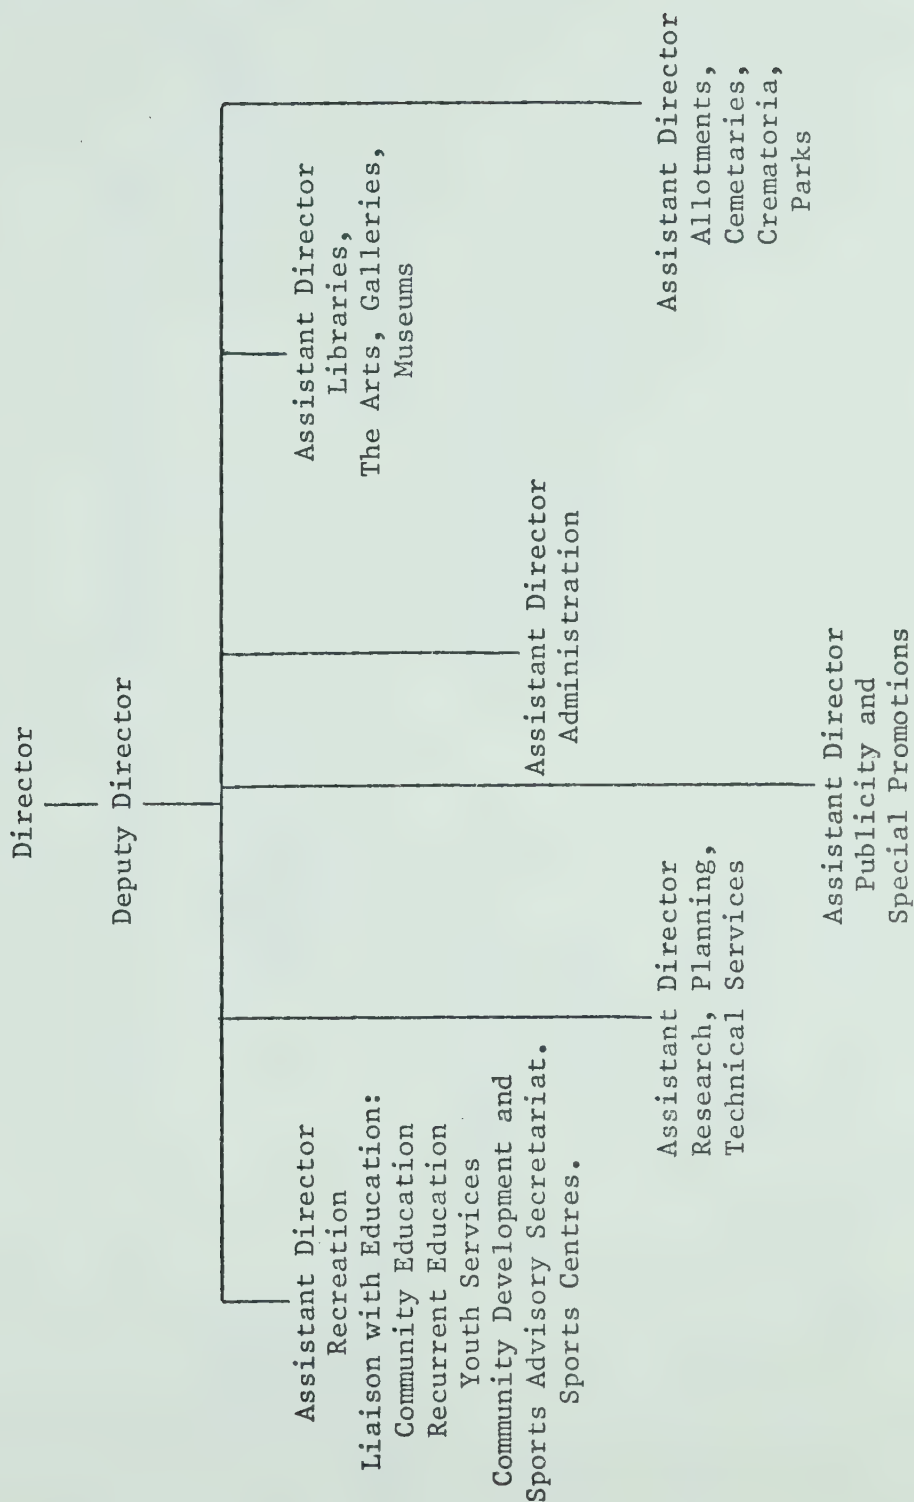 Director
Deputy Director
Assistant Director
Recreation
Liaison with Education:
Community Education
Recurrent Education
Youth Services
Community Development and
Sports Advisory Secretariat.
Sports Centres.
Assistant Director
Research, Planning,
Technical Services
Assistant Director
Publicity and
Special Promotions
Assistant Director
Administration
Assistant Director
Libraries,
The Arts, Galleries,
Museums
Assistant Director
Allotments,
Cemetaries,
Crematoria,
Parks